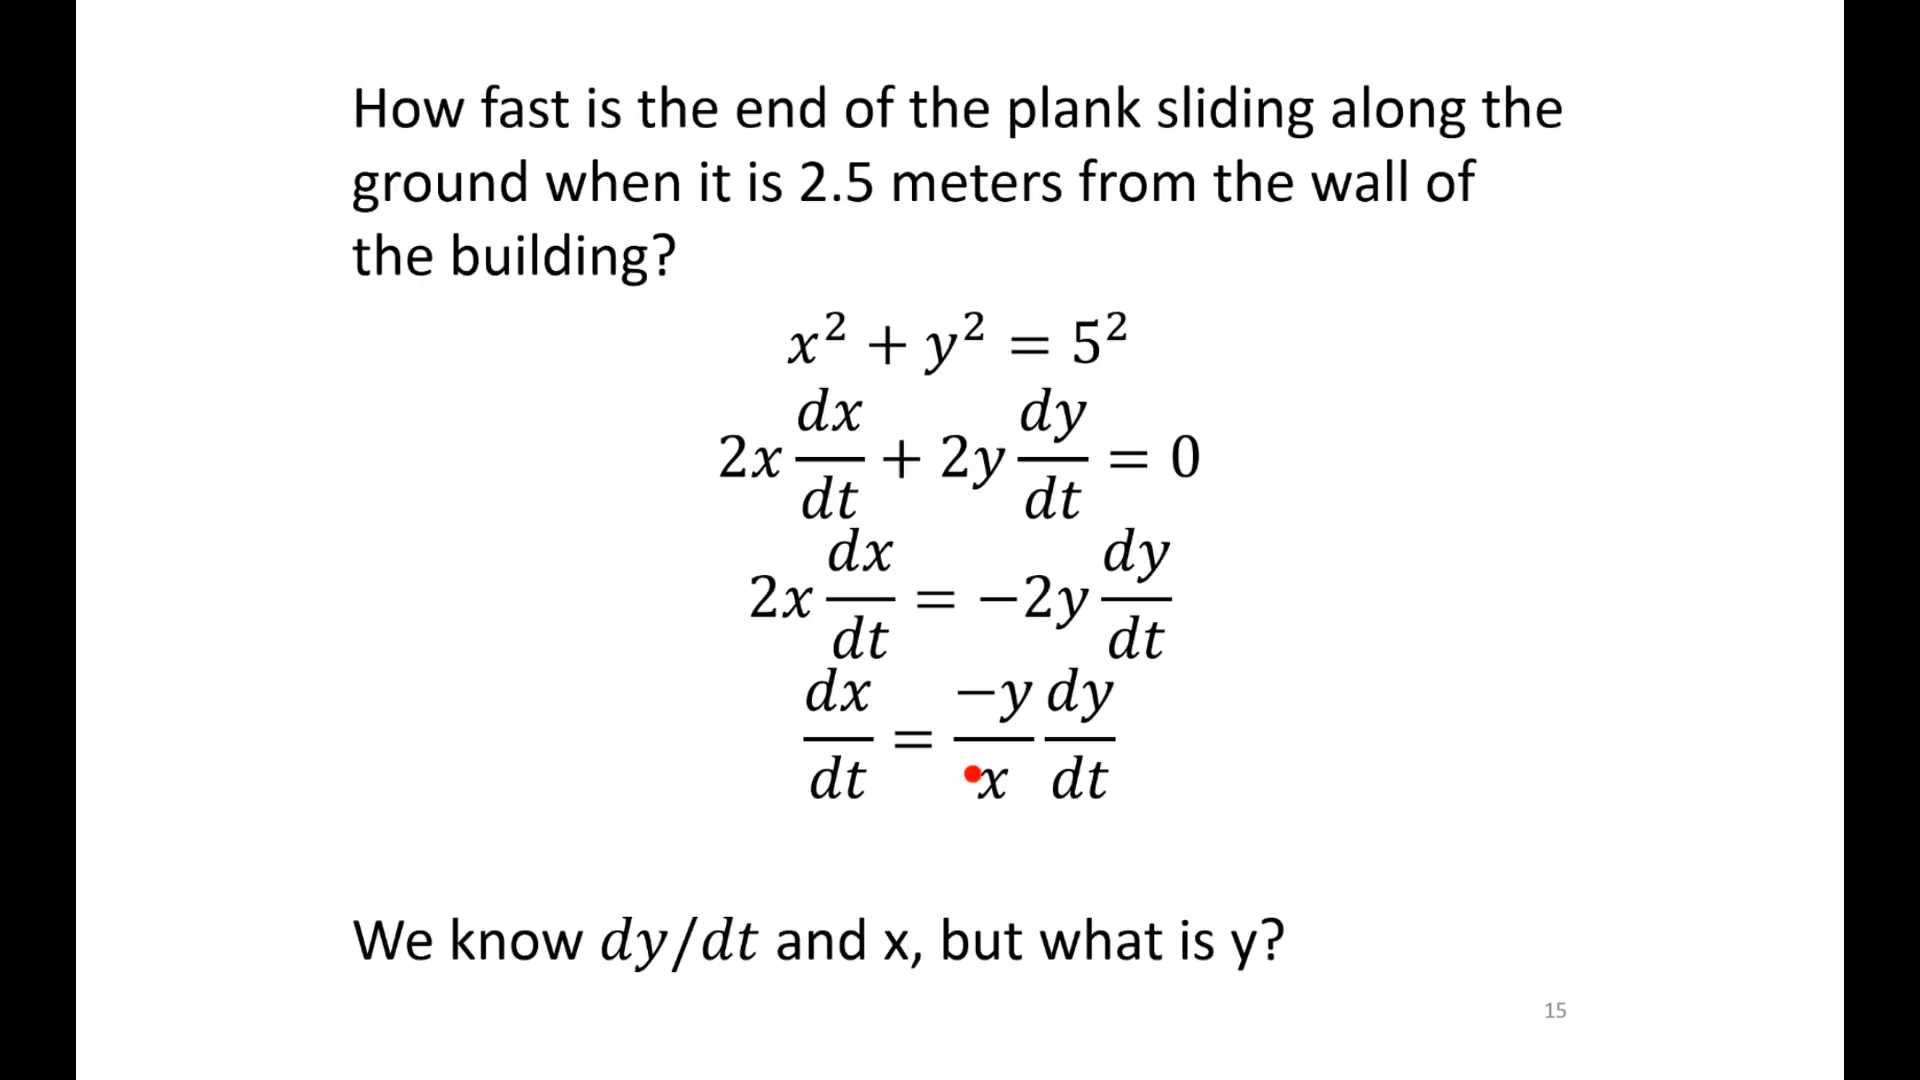 How fast is the end of the plank sliding along the
ground when it is 2.5 meters from the wall of
the building?
x² + y² = 5²
2x dx/dt + 2y dy/dt = 0
2x dx/dt = −2y dy/dt
dx/dt = −y/x dy/dt
We know dy/dt and x, but what is y?
15